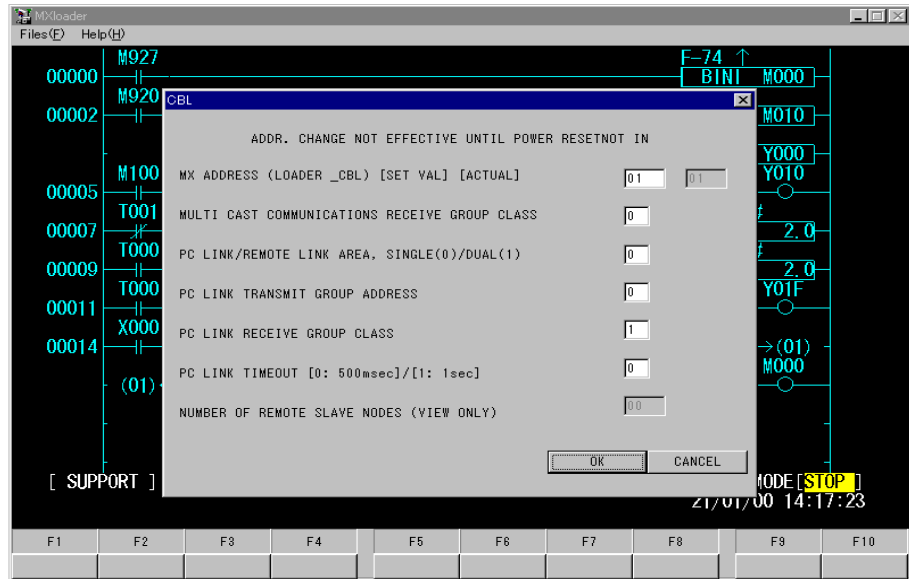 MXloader
Files(F) Help(H)
M927
F-74 ↑
00000
BINI M000
M920
00002
M010
Y000
M100
Y010
00005
T001
00007
2.0
T000
00009
2.0
T000
Y01F
00011
X000
00014
→(01)
M000
(01)
CBL
ADDR. CHANGE NOT EFFECTIVE UNTIL POWER RESETNOT IN
MX ADDRESS (LOADER _CBL) [SET VAL] [ACTUAL] 01 01
MULTI CAST COMMUNICATIONS RECEIVE GROUP CLASS 0
PC LINK/REMOTE LINK AREA, SINGLE(0)/DUAL(1) 0
PC LINK TRANSMIT GROUP ADDRESS 0
PC LINK RECEIVE GROUP CLASS 1
PC LINK TIMEOUT [0: 500msec]/[1: 1sec] 0
NUMBER OF REMOTE SLAVE NODES (VIEW ONLY) 00
OK CANCEL
[ SUPPORT ]
[STOP ]
21/01/00 14:17:23
F1 F2 F3 F4 F5 F6 F7 F8 F9 F10